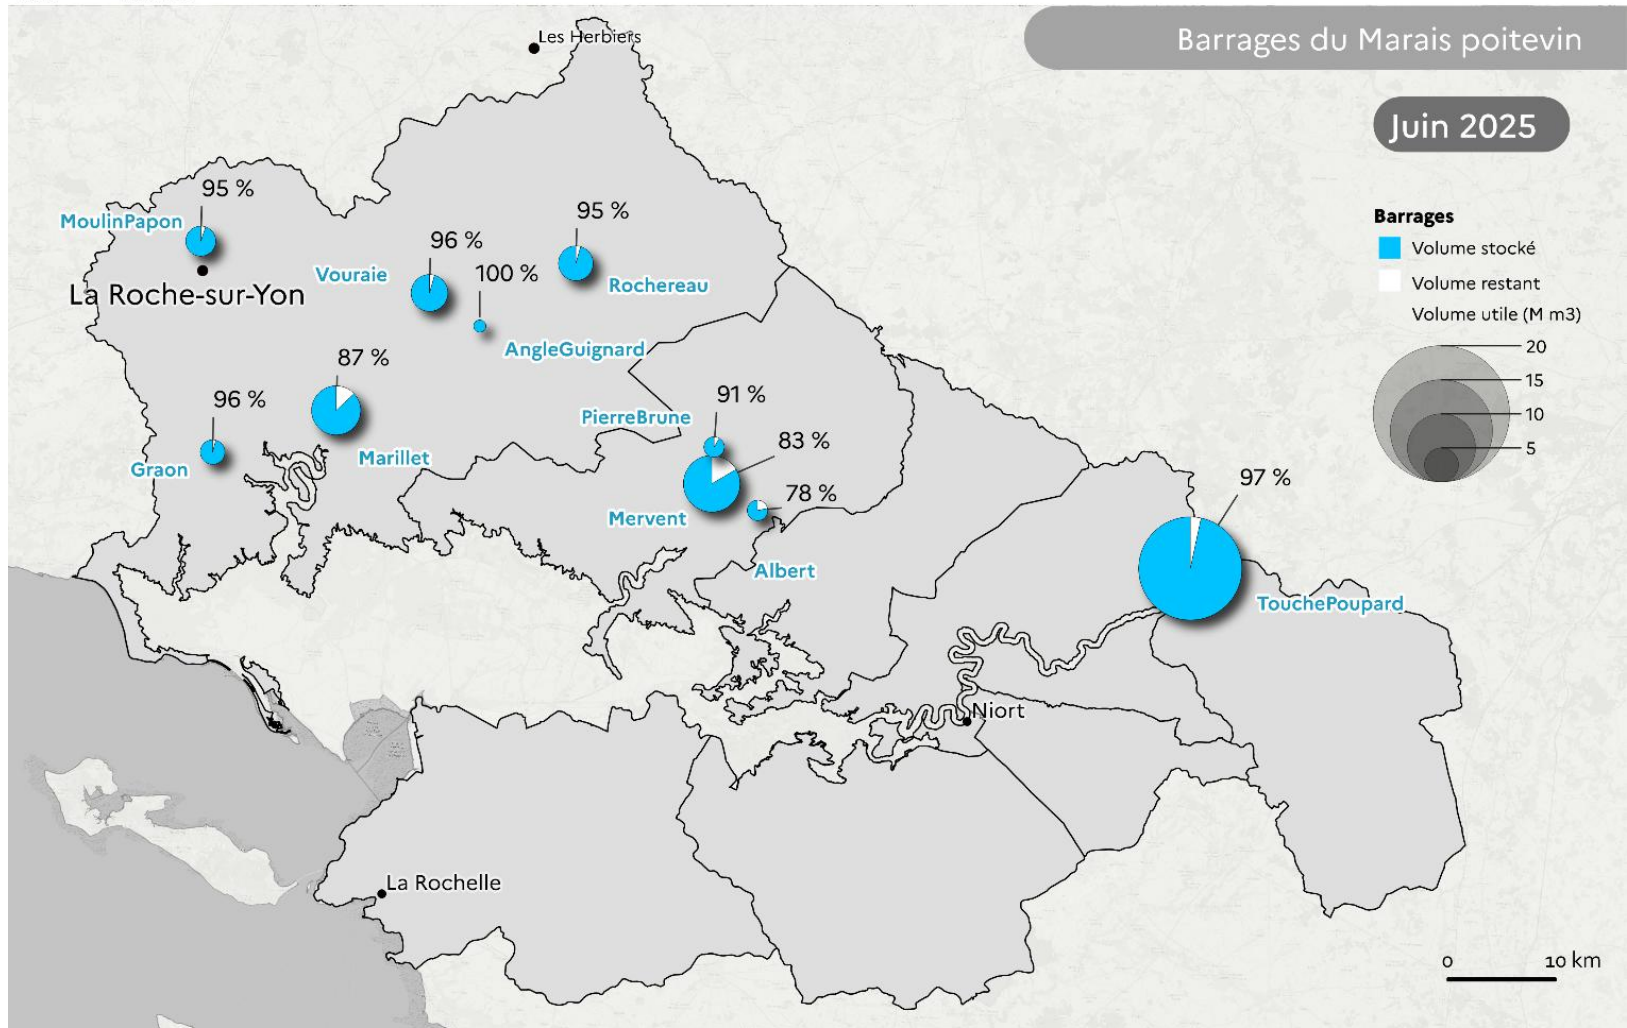 Barrages du Marais poitevin
Juin 2025
Les Herbiers
95 %
MoulinPapon
La Roche-sur-Yon
96 %
Vouraie
100 %
AngleGuignard
95 %
Rochereau
87 %
Marillet
96 %
Graon
91 %
PierreBrune
83 %
Mervent
78 %
Albert
97 %
TouchePoupard
Niort
La Rochelle
Barrages
Volume stocké
Volume restant
Volume utile (M m3)
20
15
10
5
0 10 km